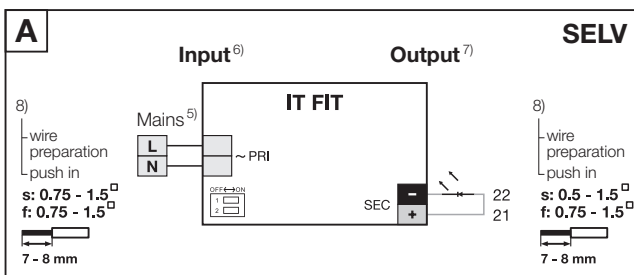 A
SELV
Input 6)
Output 7)
IT FIT
8)
wire
preparation
push in
s: 0.75 - 1.5□
f: 0.75 - 1.5□
7 - 8 mm
Mains 5)
L
N
~ PRI
OFF↔ON
1
2
SEC
−
+
22
21
8)
wire
preparation
push in
s: 0.5 - 1.5□
f: 0.75 - 1.5□
7 - 8 mm